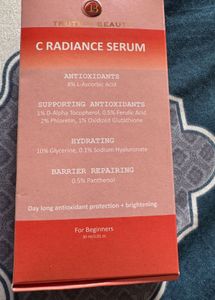 TRUTH & BEAUTY
C RADIANCE SERUM
ANTIOXIDANTS
8% L-Ascorbic Acid
SUPPORTING ANTIOXIDANTS
1% D-Alpha Tocopherol, 0.5% Ferulic Acid
2% Phloretin, 1% Oxidized Glutathione
HYDRATING
10% Glycerine, 0.1% Sodium Hyaluronate
BARRIER REPAIRING
0.5% Panthenol
Day long antioxidant protection + brightening
For Beginners